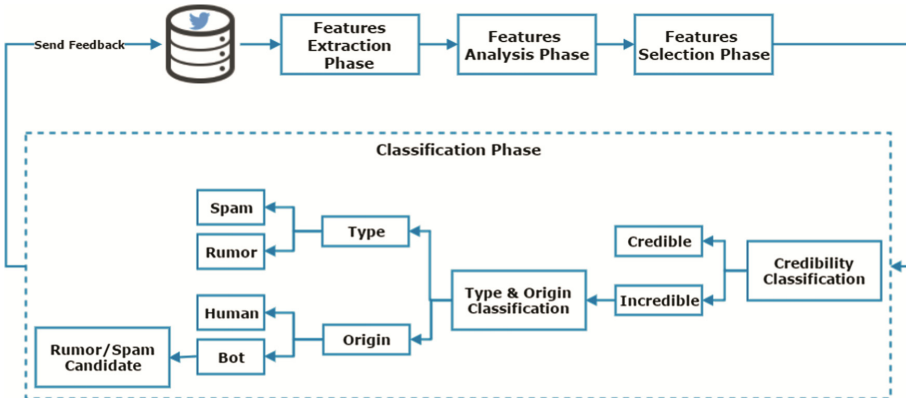 Send Feedback
Features
Extraction
Phase
Features
Analysis Phase
Features
Selection Phase
Classification Phase
Spam
Rumor
Type
Human
Bot
Origin
Rumor/Spam
Candidate
Type & Origin
Classification
Credible
Incredible
Credibility
Classification